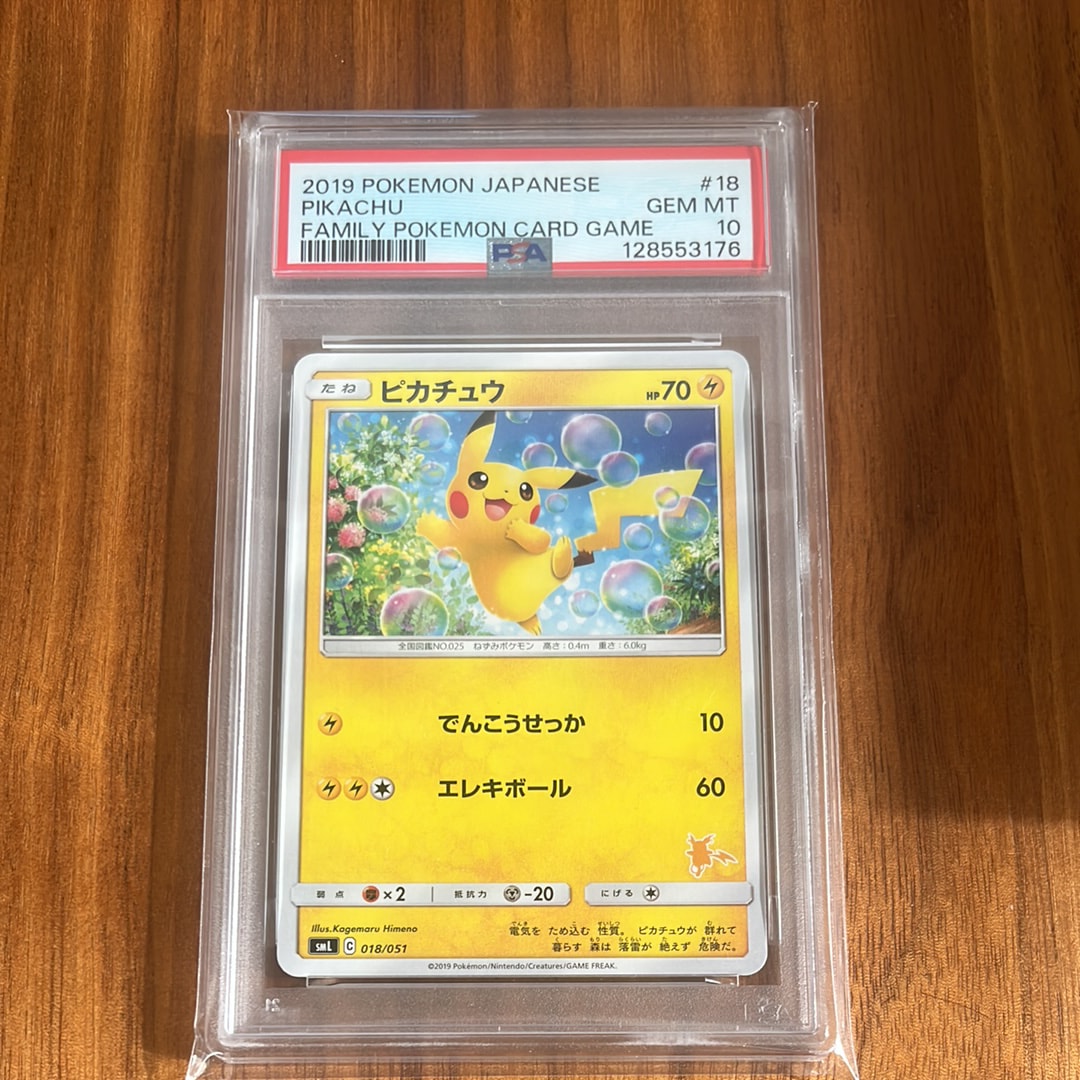 2019 POKEMON JAPANESE #18
PIKACHU GEM MT
FAMILY POKEMON CARD GAME 10
PSA 128553176
たね ピカチュウ HP70
全国図鑑NO.025 ねずみポケモン 高さ:0.4m 重さ:6.0kg
でんこうせっか 10
エレキボール 60
弱点 ×2 抵抗力 -20 にげる
Illus.Kagemaru Himeno
電気を ため込む 性質。 ピカチュウが 群れて
暮らす 森は 落雷が 絶えず 危険だ。
smL C 018/051
©2019 Pokémon/Nintendo/Creatures/GAME FREAK.